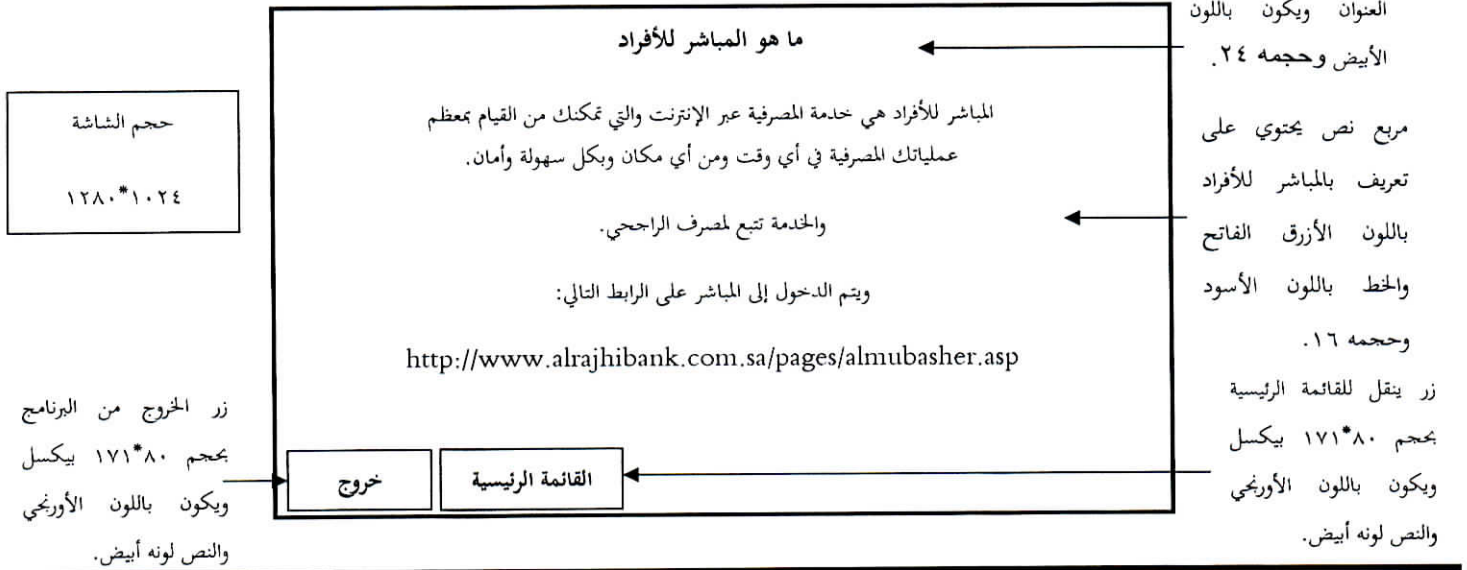 العنوان ويكون باللون
الأبيض وحجمه ٢٤.
ما هو المباشر للأفراد
المباشر للأفراد هي خدمة المصرفية عبر الإنترنت والتي تمكنك من القيام بمعظم
عملياتك المصرفية في أي وقت ومن أي مكان وبكل سهولة وأمان.
والخدمة تتبع لمصرف الراجحي.
ويتم الدخول إلى المباشر على الرابط التالي:
http://www.alrajhibank.com.sa/pages/almubasher.asp
مربع نص يحتوي على
تعريف بالمباشر للأفراد
باللون الأزرق الفاتح
والخط باللون الأسود
وحجمه ١٦.
حجم الشاشة
١٠٢٤*١٢٨٠
زر ينقل للقائمة الرئيسية
بحجم ٨٠*١٧١ بيكسل
ويكون باللون الأورنجي
والنص لونه أبيض.
القائمة الرئيسية
خروج
زر الخروج من البرنامج
بحجم ٨٠*١٧١ بيكسل
ويكون باللون الأورنجي
والنص لونه أبيض.